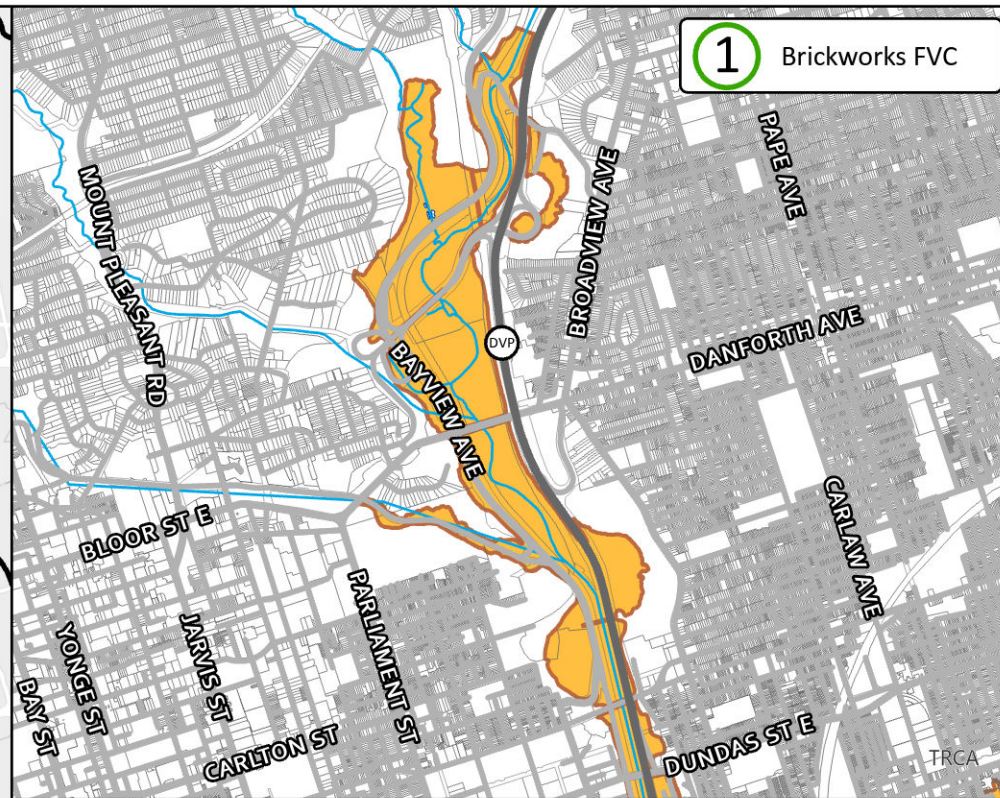 1 Brickworks FVC
MOUNT PLEASANT RD
BROADVIEW AVE
PAPE AVE
DVP
DANFORTH AVE
BAYVIEW AVE
BLOOR ST E
CARLAW AVE
PARLIAMENT ST
JARVIS ST
YONGE ST
BAY ST
CARLTON ST
DUNDAS ST E
TRCA